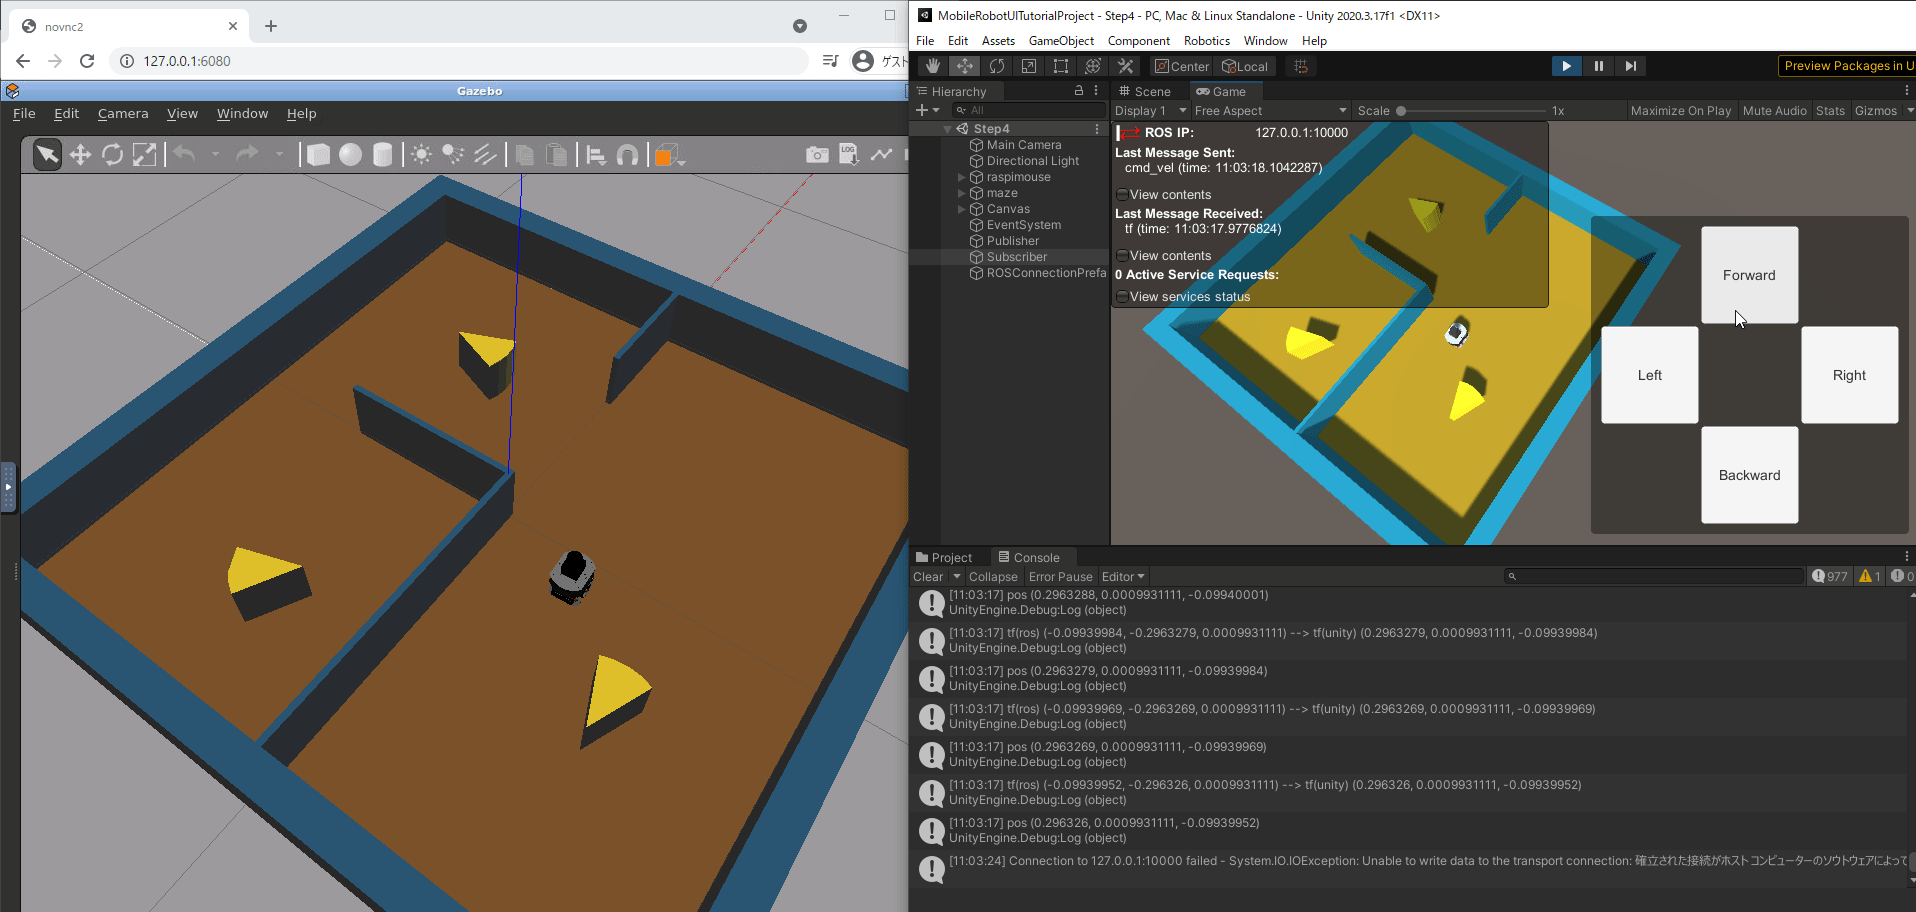 novnc2
127.0.0.1:6080
ゲスト
Gazebo
File Edit Camera View Window Help
LOG
MobileRobotUITutorialProject - Step4 - PC, Mac & Linux Standalone - Unity 2020.3.17f1 <DX11>
File Edit Assets GameObject Component Robotics Window Help
Center Local
Preview Packages in U
Hierarchy
All
Step4
Main Camera
Directional Light
raspimouse
maze
Canvas
EventSystem
Publisher
Subscriber
ROSConnectionPrefa
Scene Game
Display 1 Free Aspect Scale 1x Maximize On Play Mute Audio Stats Gizmos
ROS IP: 127.0.0.1:10000
Last Message Sent:
cmd_vel (time: 11:03:18.1042287)
View contents
Last Message Received:
tf (time: 11:03:17.9776824)
View contents
0 Active Service Requests:
View services status
Forward
Left Right
Backward
Project Console
Clear Collapse Error Pause Editor 977 1 0
[11:03:17] pos (0.2963288, 0.0009931111, -0.09940001)
UnityEngine.Debug:Log (object)
[11:03:17] tf(ros) (-0.09939984, -0.2963279, 0.0009931111) --> tf(unity) (0.2963279, 0.0009931111, -0.09939984)
UnityEngine.Debug:Log (object)
[11:03:17] pos (0.2963279, 0.0009931111, -0.09939984)
UnityEngine.Debug:Log (object)
[11:03:17] tf(ros) (-0.09939969, -0.2963269, 0.0009931111) --> tf(unity) (0.2963269, 0.0009931111, -0.09939969)
UnityEngine.Debug:Log (object)
[11:03:17] pos (0.2963269, 0.0009931111, -0.09939969)
UnityEngine.Debug:Log (object)
[11:03:17] tf(ros) (-0.09939952, -0.296326, 0.0009931111) --> tf(unity) (0.296326, 0.0009931111, -0.09939952)
UnityEngine.Debug:Log (object)
[11:03:17] pos (0.296326, 0.0009931111, -0.09939952)
UnityEngine.Debug:Log (object)
[11:03:24] Connection to 127.0.0.1:10000 failed - System.IO.IOException: Unable to write data to the transport connection: 確立された接続がホスト コンピューターのソウトウェアによって